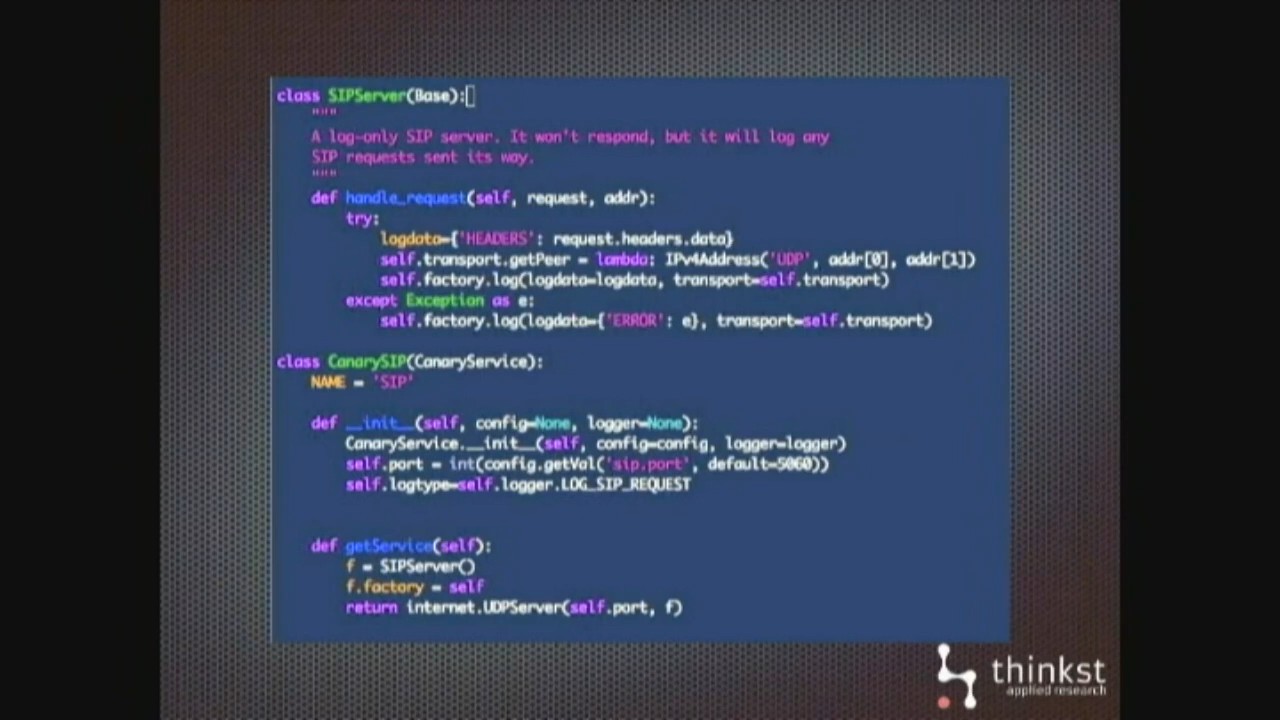 class SIPServer(Base):
    """
    A log-only SIP server. It won't respond, but it will log any
    SIP requests sent its way.
    """
    def handle_request(self, request, addr):
        try:
            logdata={'HEADERS': request.headers.data}
            self.transport.getPeer = lambda: IPv4Address('UDP', addr[0], addr[1])
            self.factory.log(logdata=logdata, transport=self.transport)
        except Exception as e:
            self.factory.log(logdata={'ERROR': e}, transport=self.transport)
class CanarySIP(CanaryService):
    NAME = 'SIP'
    def __init__(self, config=None, logger=None):
        CanaryService.__init__(self, config=config, logger=logger)
        self.port = int(config.getVal('sip.port', default=5060))
        self.logtype=self.logger.LOG_SIP_REQUEST
    def getService(self):
        f = SIPServer()
        f.factory = self
        return internet.UDPServer(self.port, f)
thinkst
applied research